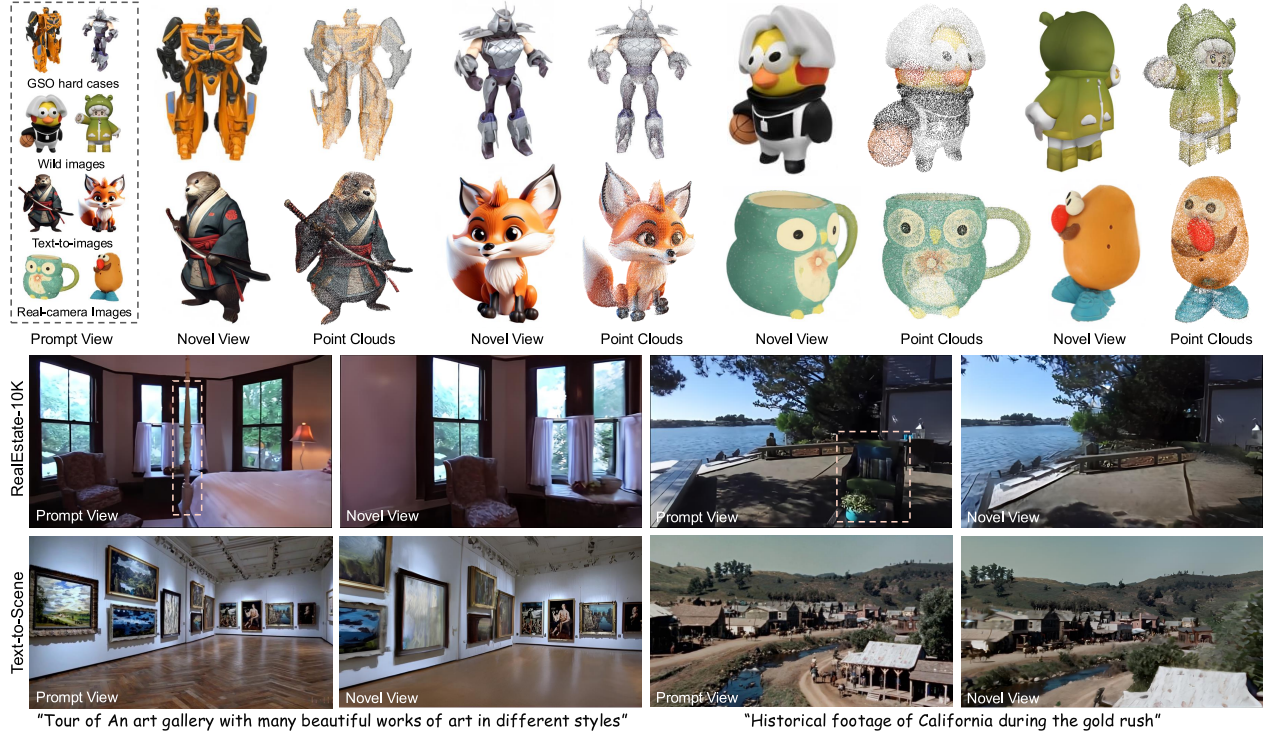 GSO hard cases
Wild images
Text-to-images
Real-camera Images
Prompt View
Novel View
Point Clouds
Novel View
Point Clouds
Novel View
Point Clouds
Novel View
Point Clouds
RealEstate-10K
Prompt View
Novel View
Prompt View
Novel View
Text-to-Scene
Prompt View
Novel View
Prompt View
Novel View
"Tour of An art gallery with many beautiful works of art in different styles"
"Historical footage of California during the gold rush"